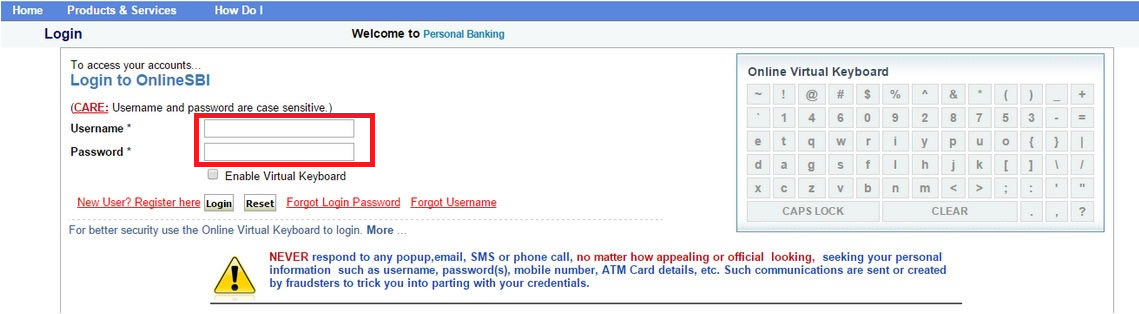 Home Products & Services How Do I
Login Welcome to Personal Banking
To access your accounts...
Login to OnlineSBI
(CARE: Username and password are case sensitive.)
Username *
Password *
Enable Virtual Keyboard
New User? Register here Login Reset Forgot Login Password Forgot Username
For better security use the Online Virtual Keyboard to login. More ...
Online Virtual Keyboard
~ ! @ # $ % ^ & * ( ) _ +
` 1 4 6 0 9 2 8 7 5 3 - =
e t q w r i y p u o { } |
d a g s f l h j k [ ] \ /
x c z v b n m < > ; : ' "
CAPS LOCK CLEAR . , ?
NEVER respond to any popup,email, SMS or phone call, no matter how appealing or official looking, seeking your personal
information such as username, password(s), mobile number, ATM Card details, etc. Such communications are sent or created
by fraudsters to trick you into parting with your credentials.